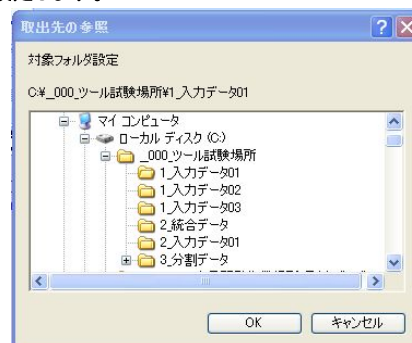 取出先の参照
対象フォルダ設定
C:¥_000_ツール試験場所¥1_入力データ01
マイ コンピュータ
ローカル ディスク (C:)
_000_ツール試験場所
1_入力データ01
1_入力データ02
1_入力データ03
2_統合データ
2_入力データ01
3_分割データ
OK
キャンセル